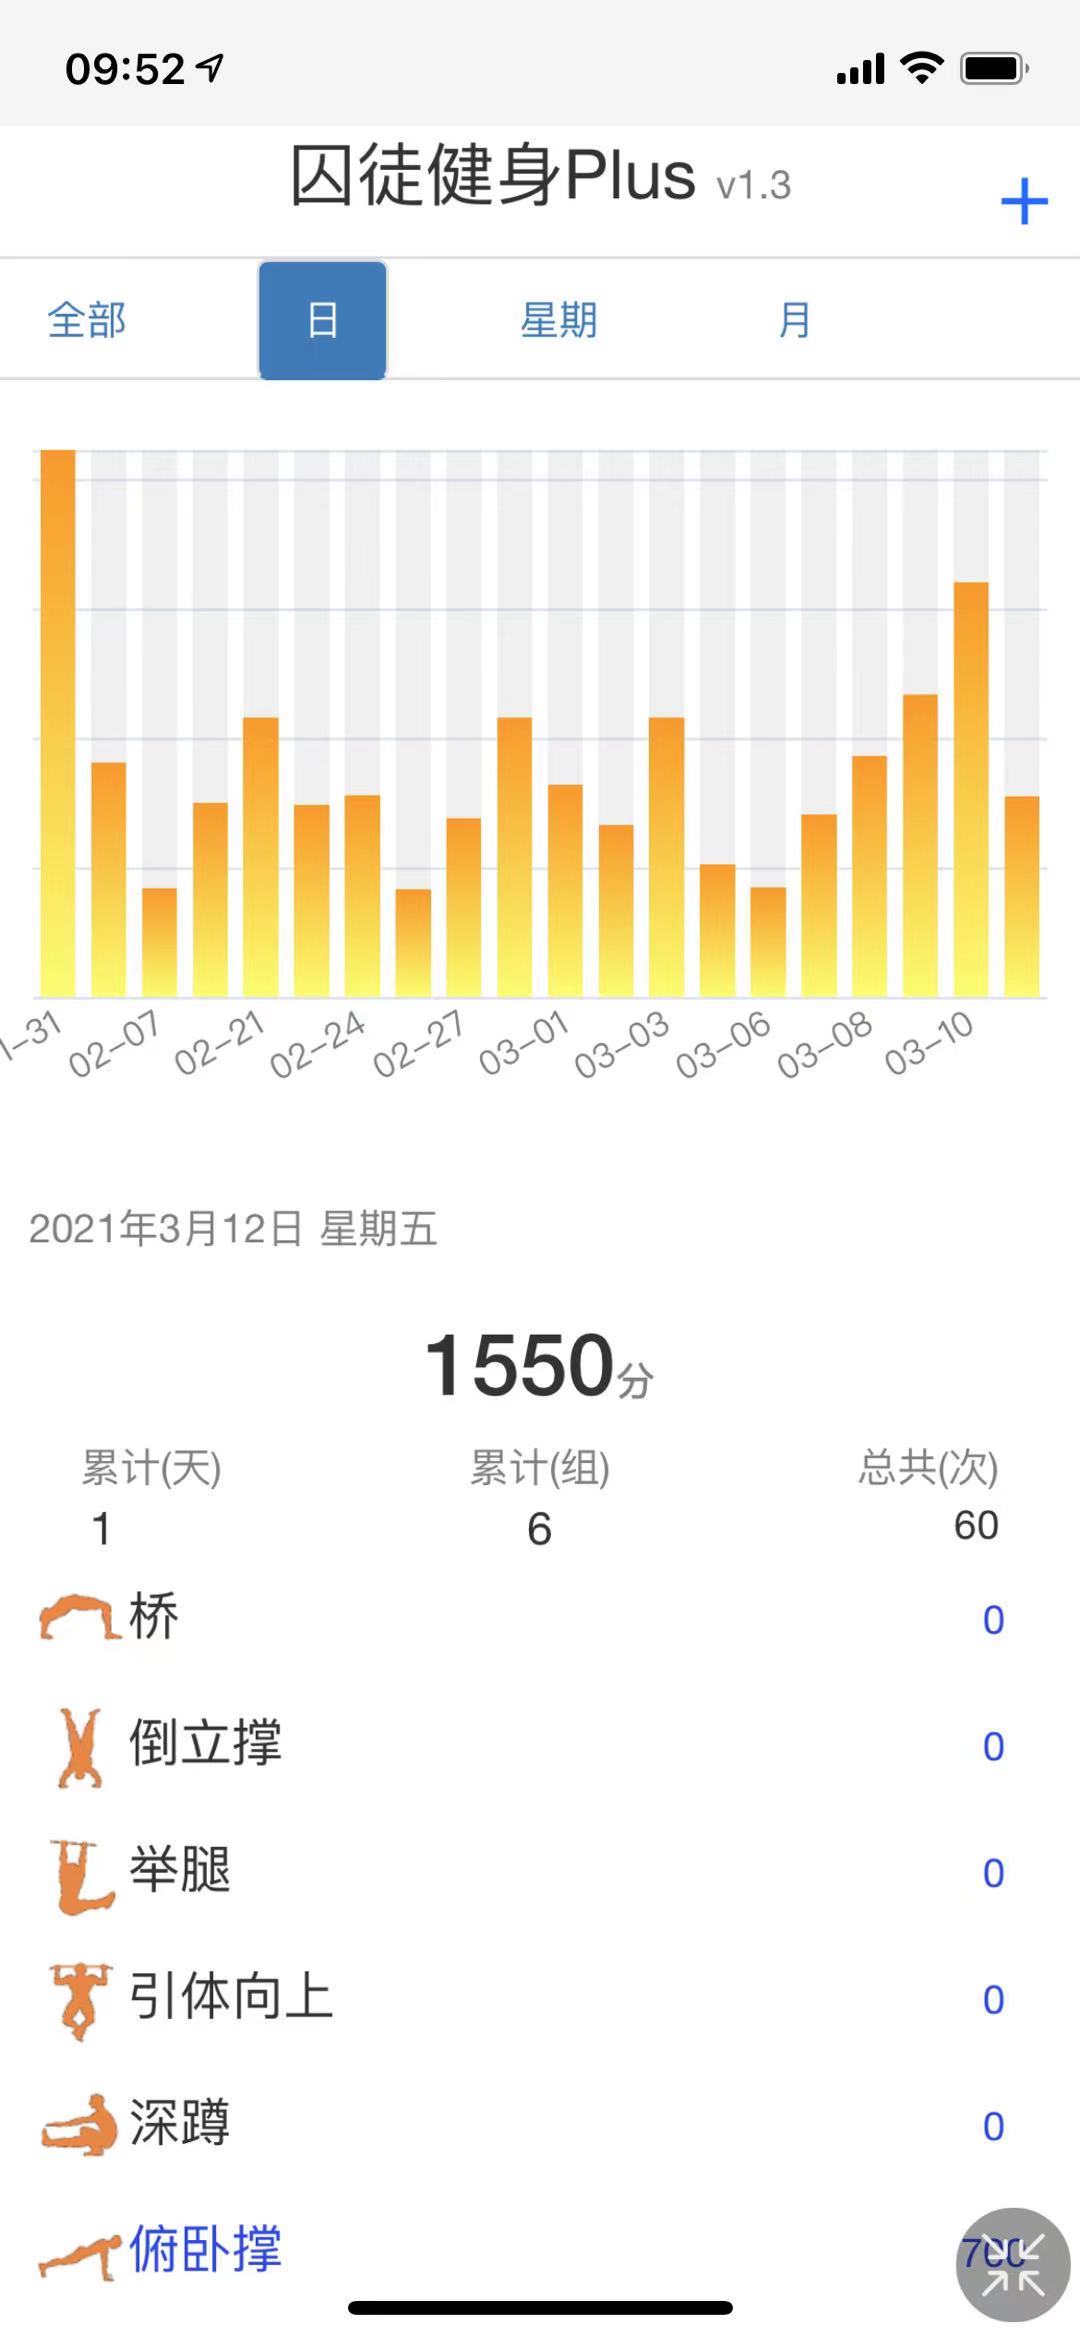 09:52
囚徒健身Plus v1.3
+
全部 日 星期 月
1-31 02-07 02-21 02-24 02-27 03-01 03-03 03-06 03-08 03-10
2021年3月12日 星期五
1550分
累计(天) 累计(组) 总共(次)
1 6 60
桥 0
倒立撑 0
举腿 0
引体向上 0
深蹲 0
俯卧撑